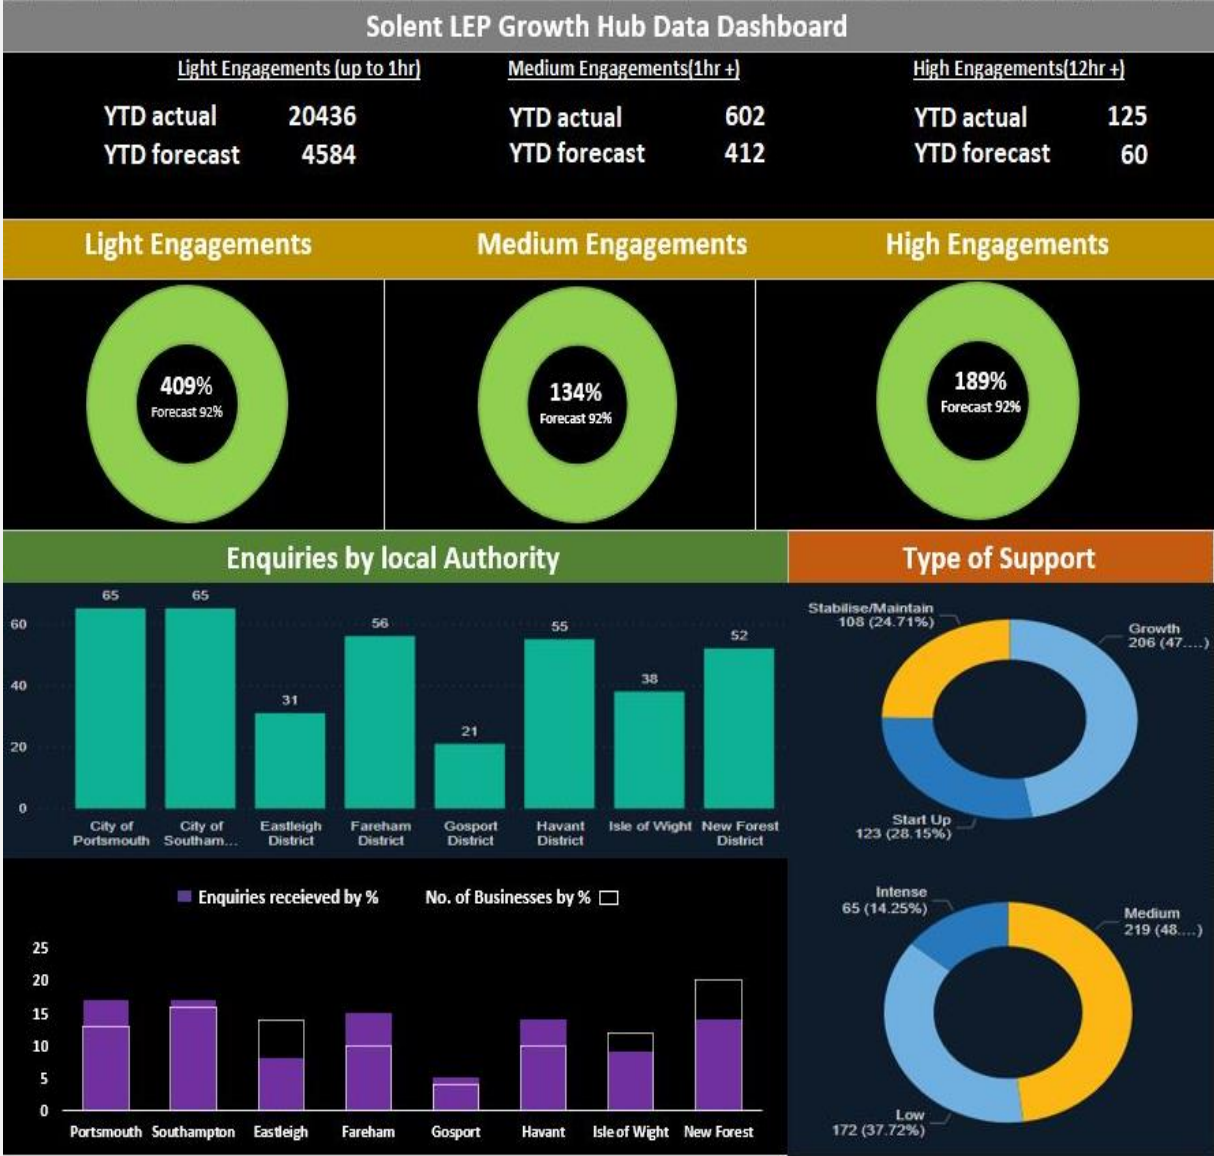 Solent LEP Growth Hub Data Dashboard
Light Engagements (up to 1hr)
YTD actual 20436
YTD forecast 4584
Medium Engagements(1hr +)
YTD actual 602
YTD forecast 412
High Engagements(12hr +)
YTD actual 125
YTD forecast 60
Light Engagements
Medium Engagements
High Engagements
409%
Forecast 92%
134%
Forecast 92%
189%
Forecast 92%
Enquiries by local Authority
60
40
20
0
65
65
31
56
21
55
38
52
City of
Portsmouth
City of
Southam...
Eastleigh
District
Fareham
District
Gosport
District
Havant
District
Isle of Wight
New Forest
District
Type of Support
Stabilise/Maintain
108 (24.71%)
Growth
206 (47....)
Start Up
123 (28.15%)
Enquiries receieved by %
No. of Businesses by %
25
20
15
10
5
0
Portsmouth Southampton Eastleigh Fareham Gosport Havant Isle of Wight New Forest
Intense
65 (14.25%)
Medium
219 (48....)
Low
172 (37.72%)